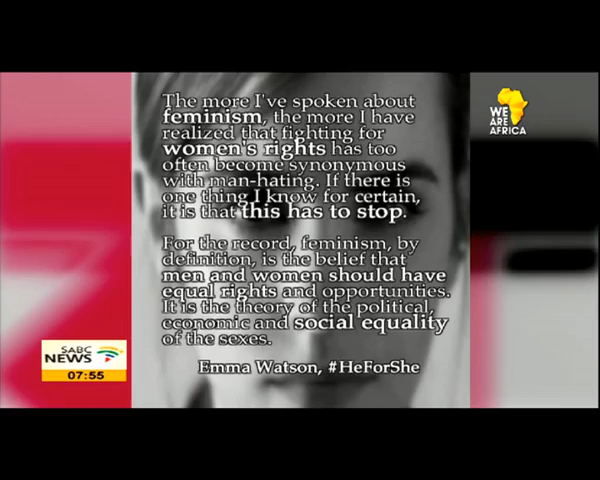 The more I've spoken about
feminism, the more I have
realized that fighting for
women's rights has too
often become synonymous
with man-hating. If there is
one thing I know for certain,
it is that this has to stop.
For the record, feminism, by
definition, is the belief that
men and women should have
equal rights and opportunities.
It is the theory of the political,
economic and social equality
of the sexes.
Emma Watson, #HeForShe
WE
ARE
AFRICA
SABC
NEWS
07:55